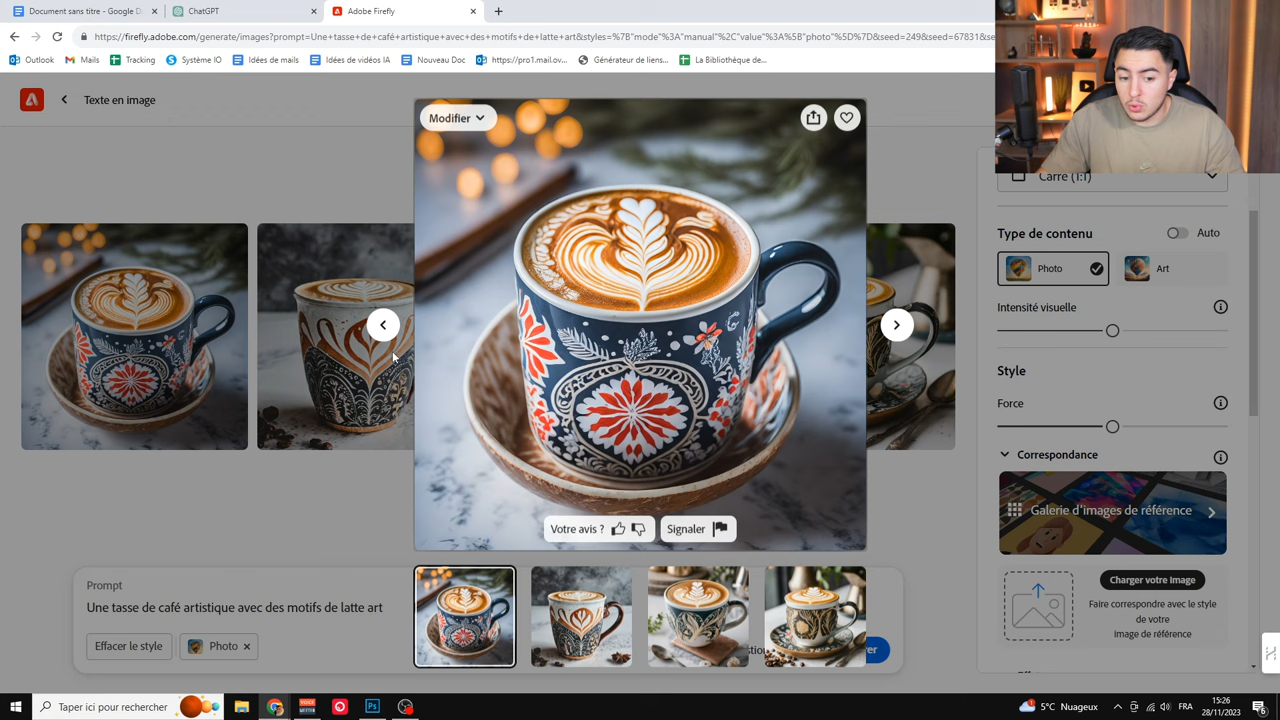 Document sans titre - Google D
ChatGPT
Adobe Firefly
https://firefly.adobe.com/generate/images?prompt=Une+tasse+de+café+artistique+avec+des+motifs+de+latte+art&styles=%7B"mode"%3A"manual"%2C"value"%3A%5B"photo"%5D%7D&seed=249&seed=67831&se
Outlook
Mails
Tracking
Système IO
Idées de mails
Idées de vidéos IA
Nouveau Doc
https://pro1.mail.ov...
Générateur de liens...
La Bibliothèque de...
Texte en image
Modifier
Carré (1:1)
Type de contenu
Auto
Photo
Art
Intensité visuelle
Style
Force
Correspondance
Galerie d'images de référence
Votre avis ?
Signaler
Charger votre image
Faire correspondre avec le style
de votre
image de référence
Prompt
Une tasse de café artistique avec des motifs de latte art
Effacer le style
Photo
Taper ici pour rechercher
5°C Nuageux
FRA
15:26
28/11/2023